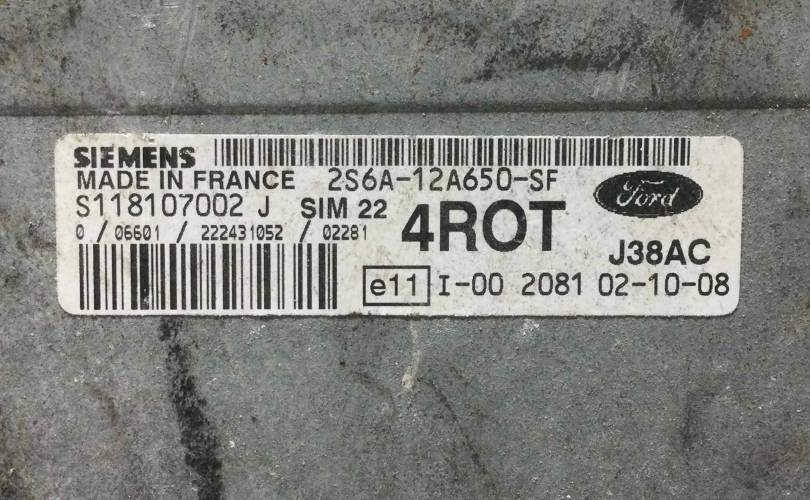 SIEMENS
MADE IN FRANCE 2S6A-12A650-SF
Ford
S118107002 J SIM 22
4ROT
0 / 06601 / 222431052 / 02281
J38AC
e11 I-00 2081 02-10-08